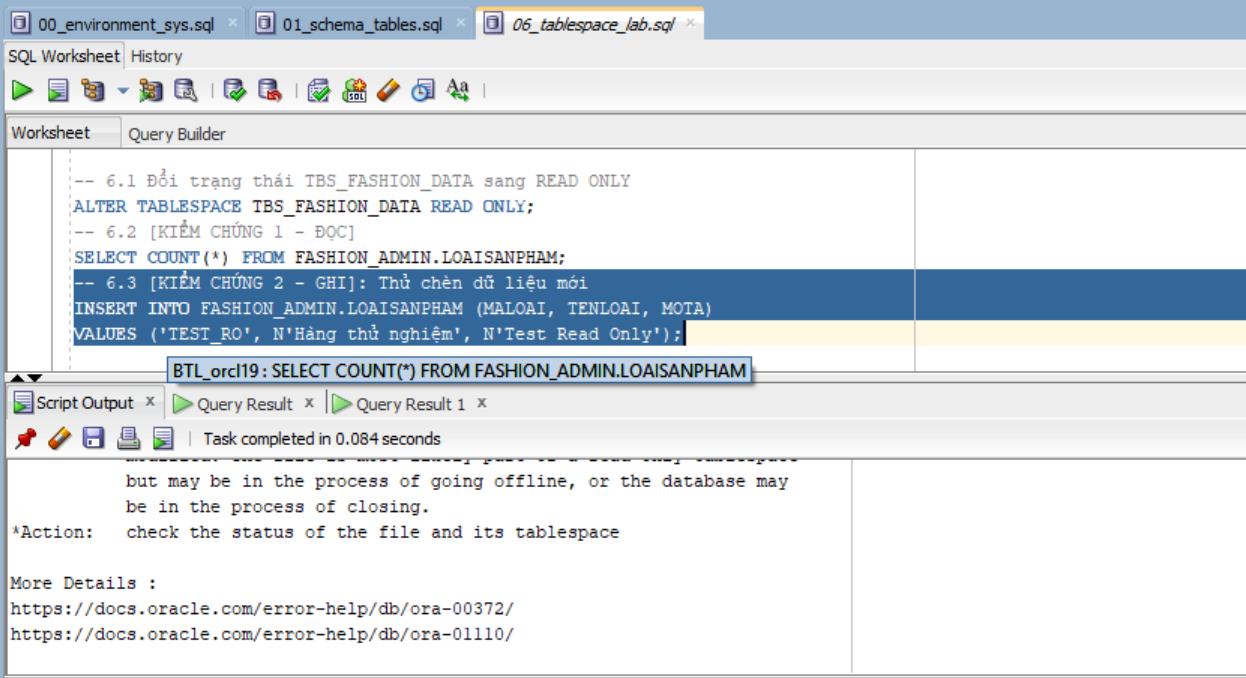 00_environment_sys.sql × 01_schema_tables.sql × 06_tablespace_lab.sql ×
SQL Worksheet History
Worksheet Query Builder
-- 6.1 Đổi trạng thái TBS_FASHION_DATA sang READ ONLY
ALTER TABLESPACE TBS_FASHION_DATA READ ONLY;
-- 6.2 [KIỂM CHỨNG 1 - ĐỌC]
SELECT COUNT(*) FROM FASHION_ADMIN.LOAISANPHAM;
-- 6.3 [KIỂM CHỨNG 2 - GHI]: Thử chèn dữ liệu mới
INSERT INTO FASHION_ADMIN.LOAISANPHAM (MALOAI, TENLOAI, MOTA)
VALUES ('TEST_RO', N'Hàng thử nghiệm', N'Test Read Only');
BTL_orcl19 : SELECT COUNT(*) FROM FASHION_ADMIN.LOAISANPHAM
Script Output × Query Result × Query Result 1 ×
Task completed in 0.084 seconds
but may be in the process of going offline, or the database may
be in the process of closing.
*Action: check the status of the file and its tablespace
More Details :
https://docs.oracle.com/error-help/db/ora-00372/
https://docs.oracle.com/error-help/db/ora-01110/